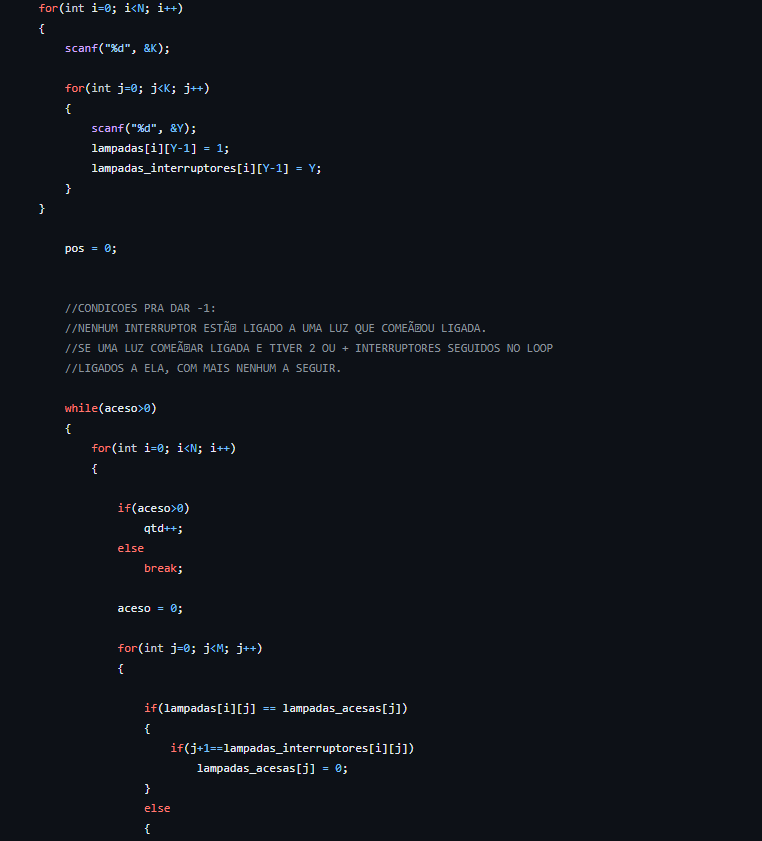 for(int i=0; i<N; i++)
{
scanf("%d", &K);
for(int j=0; j<K; j++)
{
scanf("%d", &Y);
lampadas[i][Y-1] = 1;
lampadas_interruptores[i][Y-1] = Y;
}
}
pos = 0;
//CONDICOES PRA DAR -1:
//NENHUM INTERRUPTOR ESTÃ LIGADO A UMA LUZ QUE COMEÃOU LIGADA.
//SE UMA LUZ COMEÃAR LIGADA E TIVER 2 OU + INTERRUPTORES SEGUIDOS NO LOOP
//LIGADOS A ELA, COM MAIS NENHUM A SEGUIR.
while(aceso>0)
{
for(int i=0; i<N; i++)
{
if(aceso>0)
qtd++;
else
break;
aceso = 0;
for(int j=0; j<M; j++)
{
if(lampadas[i][j] == lampadas_acesas[j])
{
if(j+1==lampadas_interruptores[i][j])
lampadas_acesas[j] = 0;
}
else
{